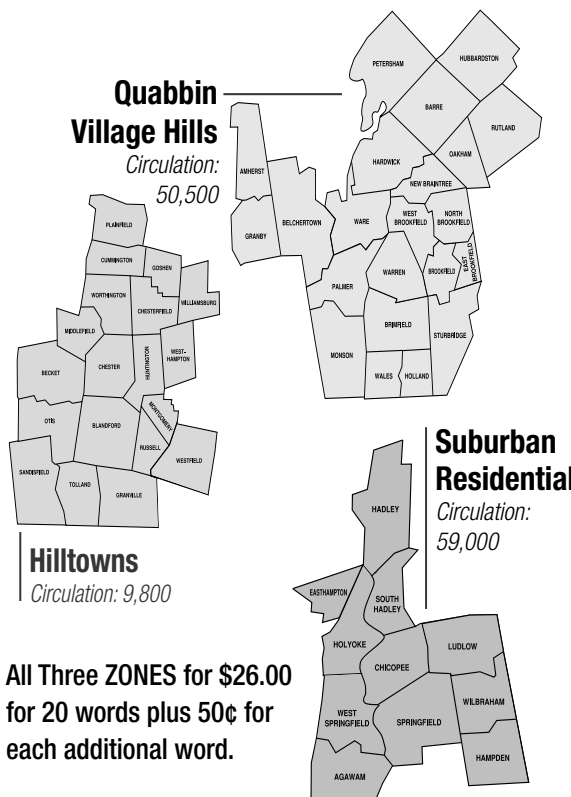 Quabbin
Village Hills
Circulation:
50,500
PETERSHAM
HUBBARDSTON
BARRE
RUTLAND
OAKHAM
HARDWICK
NEW BRAINTREE
AMHERST
GRANBY
BELCHERTOWN
WARE
WEST
BROOKFIELD
NORTH
BROOKFIELD
EAST
BROOKFIELD
BROOKFIELD
WARREN
PALMER
BRIMFIELD
STURBRIDGE
MONSON
WALES
HOLLAND
PLAINFIELD
CUMMINGTON
GOSHEN
WILLIAMSBURG
WORTHINGTON
CHESTERFIELD
MIDDLEFIELD
WEST-
HAMPTON
HUNTINGTON
CHESTER
BECKET
MONTGOMERY
OTIS
BLANDFORD
RUSSELL
WESTFIELD
SANDISFIELD
TOLLAND
GRANVILLE
Hilltowns
Circulation: 9,800
Suburban
Residential
Circulation:
59,000
HADLEY
EASTHAMPTON
SOUTH
HADLEY
HOLYOKE
CHICOPEE
LUDLOW
WEST
SPRINGFIELD
SPRINGFIELD
WILBRAHAM
HAMPDEN
AGAWAM
All Three ZONES for $26.00
for 20 words plus 50¢ for
each additional word.